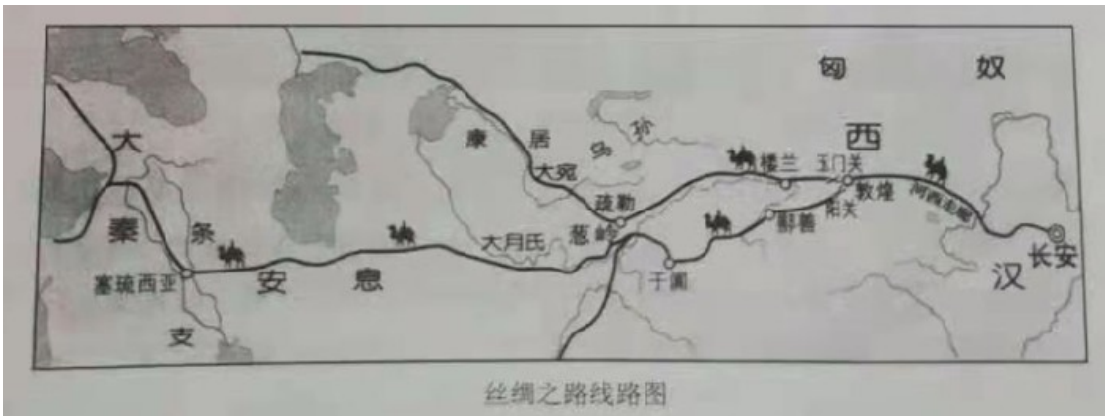 匈奴
大
西
康居
乌孙
大宛
楼兰
玉门关
敦煌
河西走廊
疏勒
葱岭
鄯善
阳关
秦
条
大月氏
长安
塞琉西亚
安息
于阗
汉
支
丝绸之路线路图